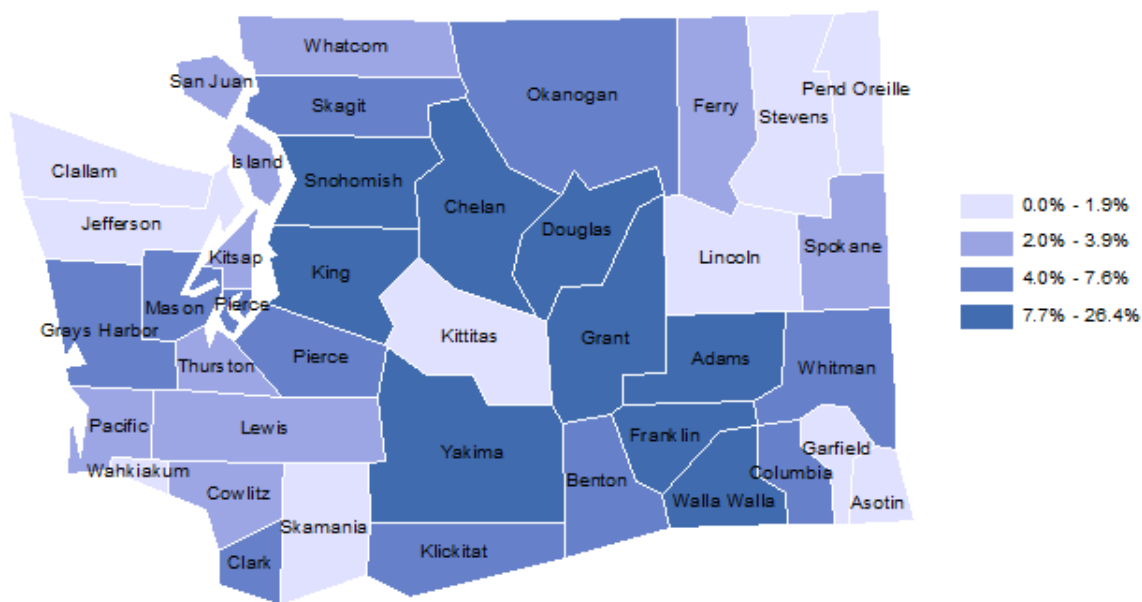 Whatcom
San Juan
Skagit
Okanogan
Ferry
Stevens
Pend Oreille
Island
Clallam
Snohomish
Chelan
Jefferson
Douglas
Kitsap
King
Lincoln
Spokane
Mason
Pierce
Grays Harbor
Kittitas
Grant
Thurston
Pierce
Adams
Whitman
Pacific
Lewis
Yakima
Franklin
Garfield
Wahkiakum
Columbia
Benton
Cowlitz
Walla Walla
Asotin
Skamania
Klickitat
Clark
0.0% - 1.9%
2.0% - 3.9%
4.0% - 7.6%
7.7% - 26.4%